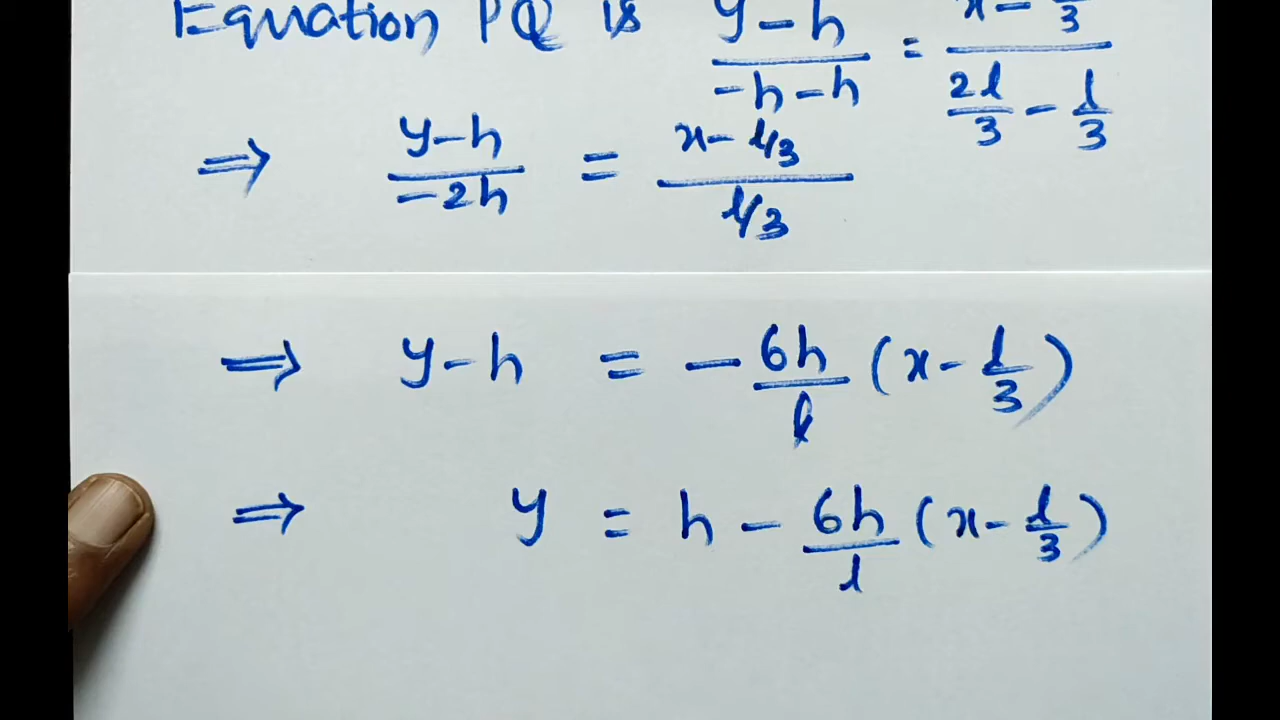 Equation PQ is (y-h)/(-h-h) = (x - l/3)/(2l/3 - l/3)
⇒ (y-h)/(-2h) = (x - l/3)/(l/3)
⇒ y-h = - 6h/l (x - l/3)
⇒ y = h - 6h/l (x - l/3)